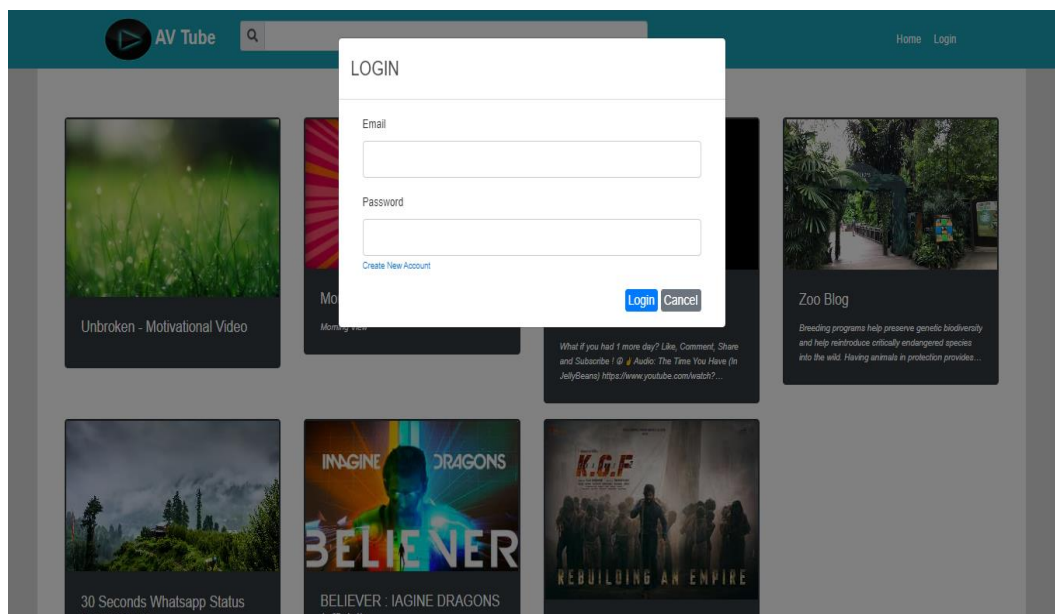 AV Tube
Home Login
LOGIN
Email
Password
Create New Account
Login Cancel
Unbroken - Motivational Video
Mo
Morning View
What if you had 1 more day? Like, Comment, Share
and Subscribe ! ☮ ✌ Audio: The Time You Have (In
JellyBeans) https://www.youtube.com/watch?...
Zoo Blog
Breeding programs help preserve genetic biodiversity
and help reintroduce critically endangered species
into the wild. Having animals in protection provides...
30 Seconds Whatsapp Status
IMAGINE DRAGONS
BELIEVER
BELIEVER : IAGINE DRAGONS
K.G.F
REBUILDING AN EMPIRE